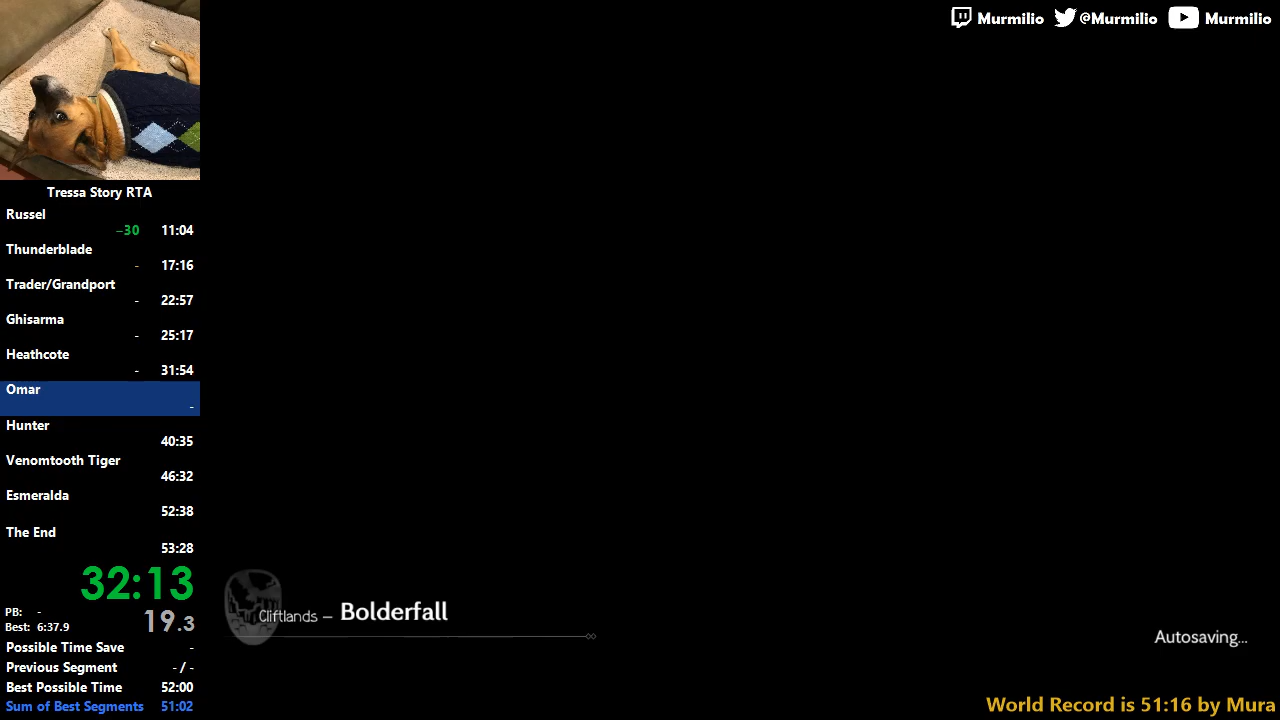 Murmilio @Murmilio Murmilio
Tressa Story RTA
Russel
−30 11:04
Thunderblade
- 17:16
Trader/Grandport
- 22:57
Ghisarma
- 25:17
Heathcote
- 31:54
Omar
-
Hunter
40:35
Venomtooth Tiger
46:32
Esmeralda
52:38
The End
53:28
32:13
PB: -
Best: 6:37.9
19.3
Possible Time Save -
Previous Segment - / -
Best Possible Time 52:00
Sum of Best Segments 51:02
Cliftlands – Bolderfall
Autosaving...
World Record is 51:16 by Mura